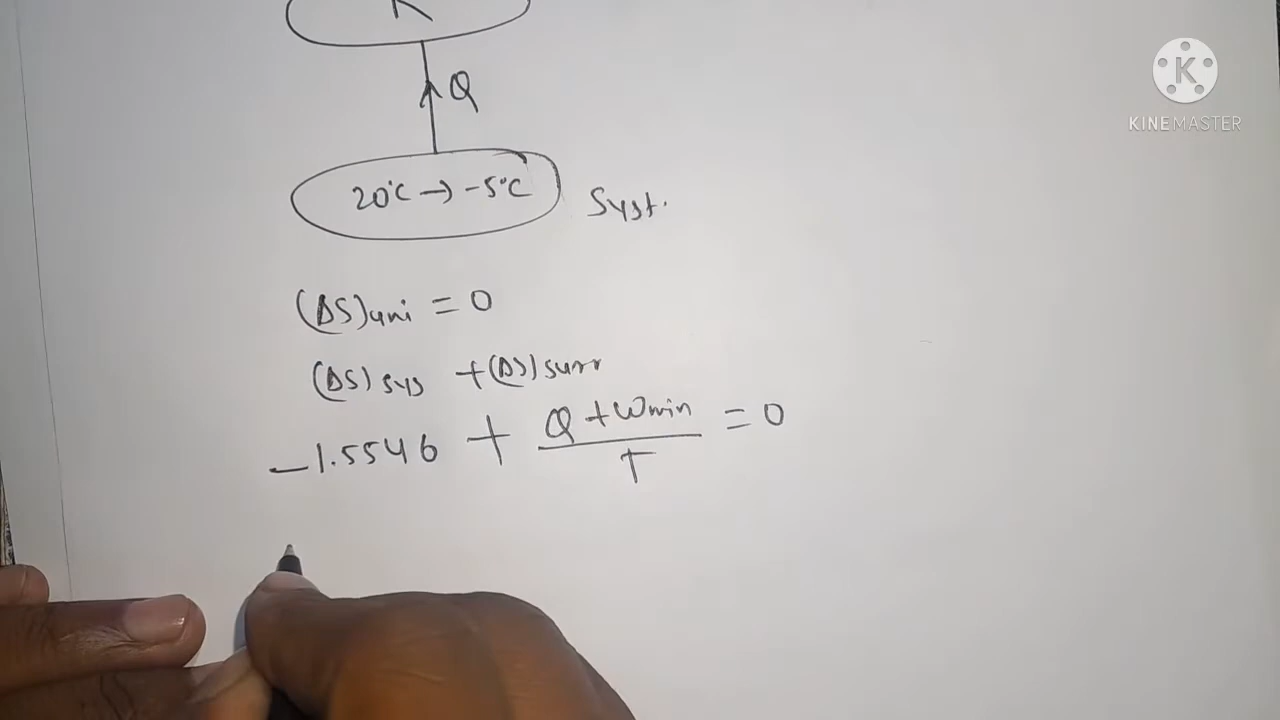 R
K
KINEMASTER
Q
20°C → -5°C
Syst.
(ΔS)uni = 0
(ΔS)sys + (ΔS)surr
-1.5546 + (Q + Wmin)/T = 0